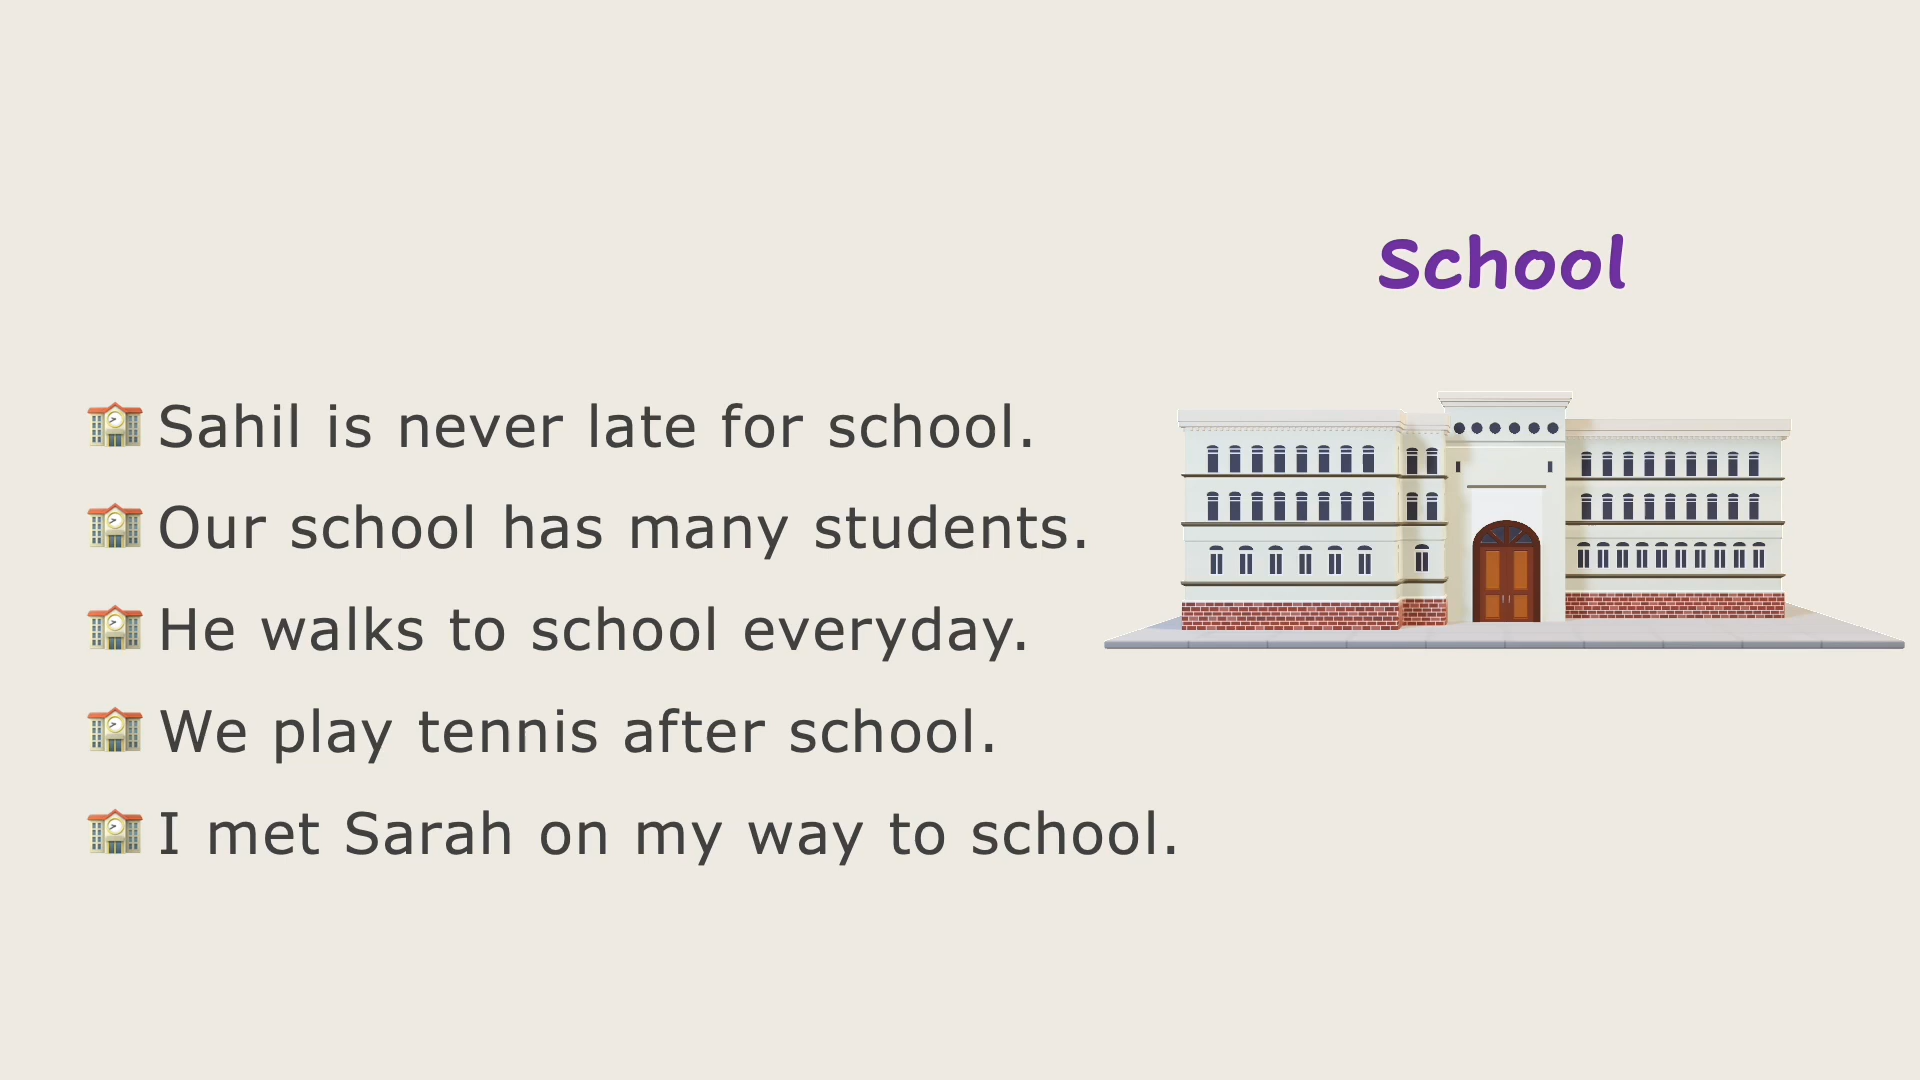 School
Sahil is never late for school.
Our school has many students.
He walks to school everyday.
We play tennis after school.
I met Sarah on my way to school.